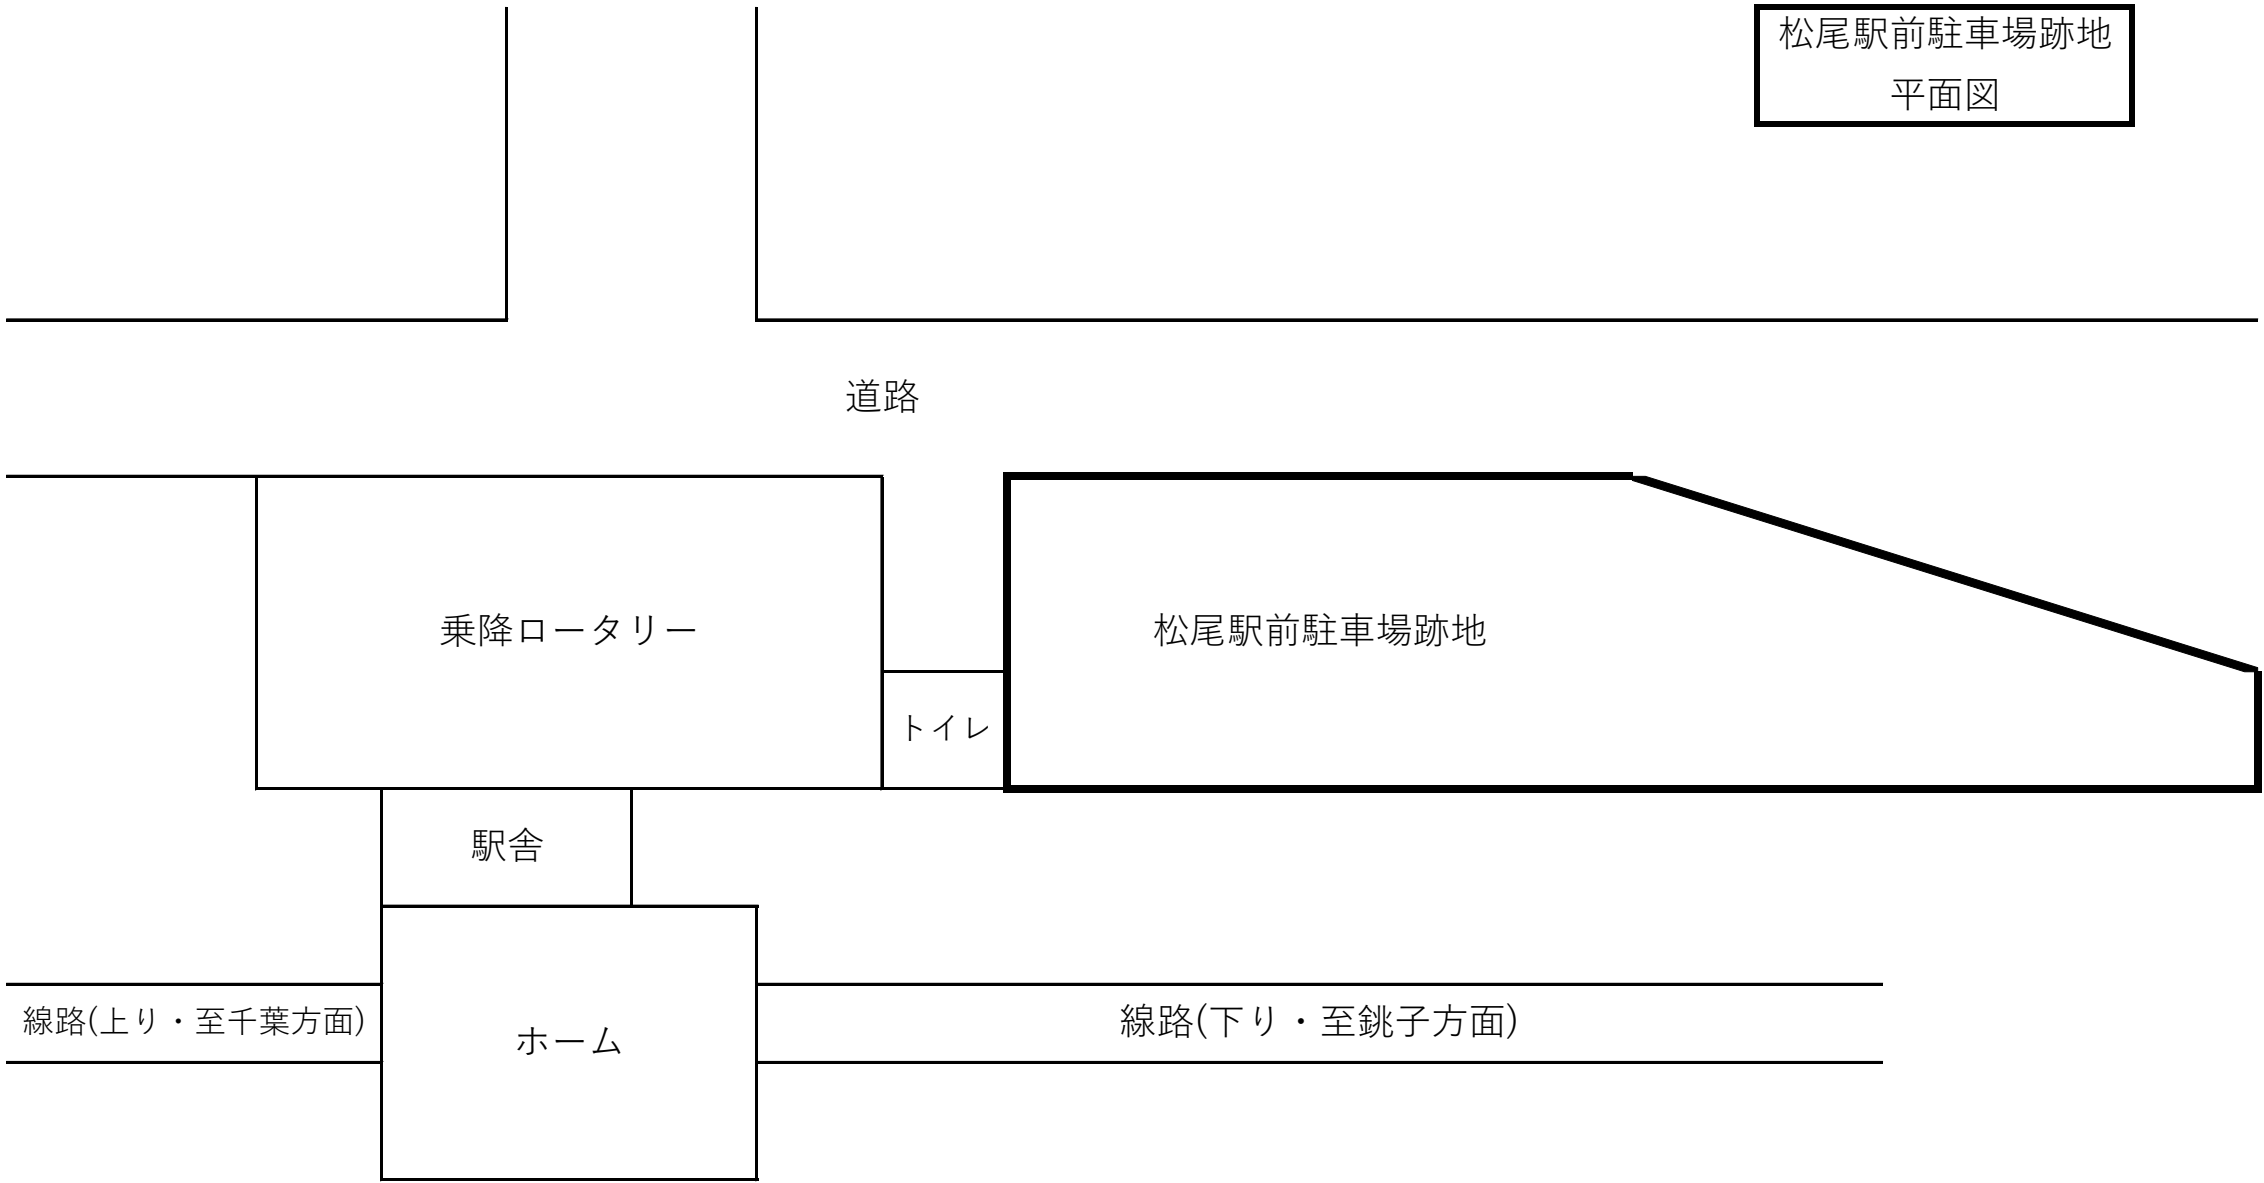 松尾駅前駐車場跡地
平面図
道路
乗降ロータリー
松尾駅前駐車場跡地
トイレ
駅舎
線路(上り・至千葉方面)
ホーム
線路(下り・至銚子方面)